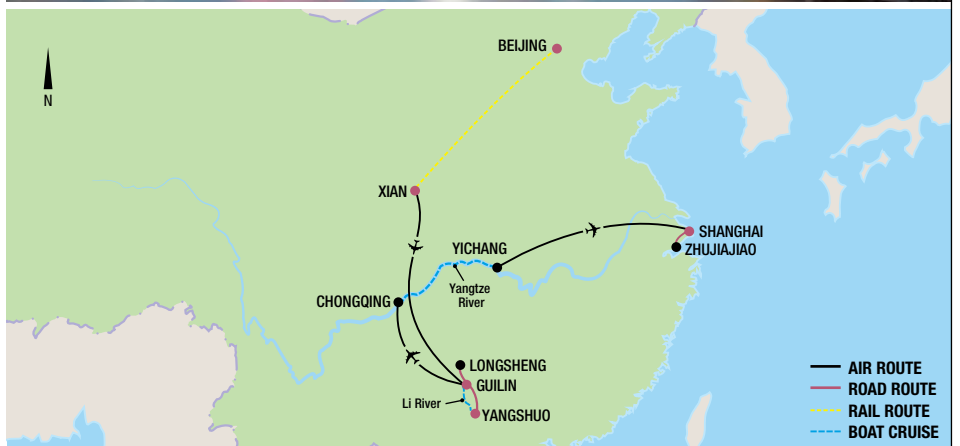 BEIJING
N
XIAN
SHANGHAI
YICHANG
ZHUJIAJIAO
Yangtze
River
CHONGQING
LONGSHENG
GUILIN
Li River
YANGSHUO
AIR ROUTE
ROAD ROUTE
RAIL ROUTE
BOAT CRUISE